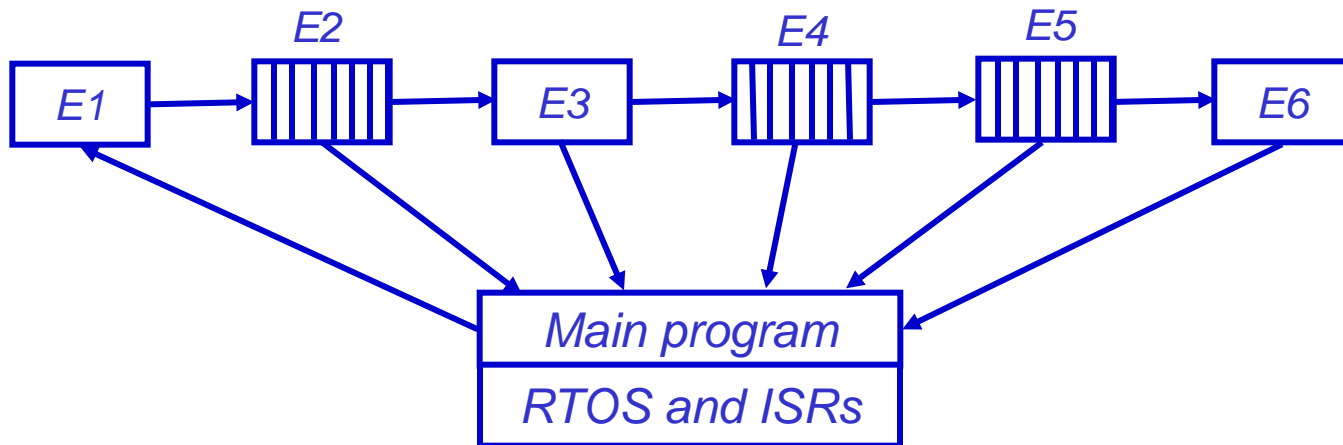 E2
E4
E5
E1
E3
E6
Main program
RTOS and ISRs